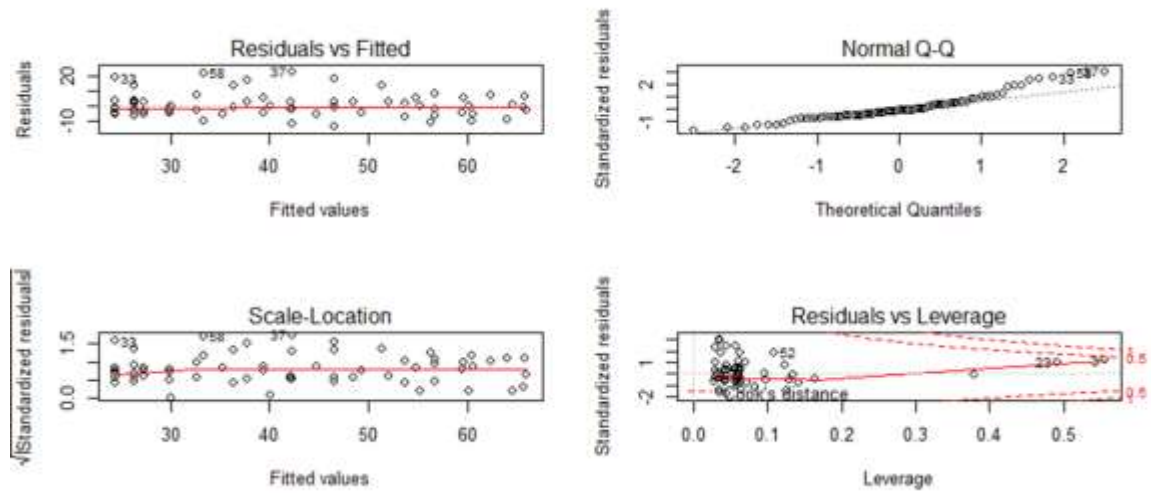 Residuals vs Fitted
Residuals
20
-10
33
58
37
30 40 50 60
Fitted values
Normal Q-Q
Standardized residuals
2
-1
37
-2 -1 0 1 2
Theoretical Quantiles
Scale-Location
√|Standardized residuals|
1.5
0.0
33
58
37
30 40 50 60
Fitted values
Residuals vs Leverage
Standardized residuals
1
-2
52
23
Cook's distance
0.5
0.5
1
0.0 0.1 0.2 0.3 0.4 0.5
Leverage